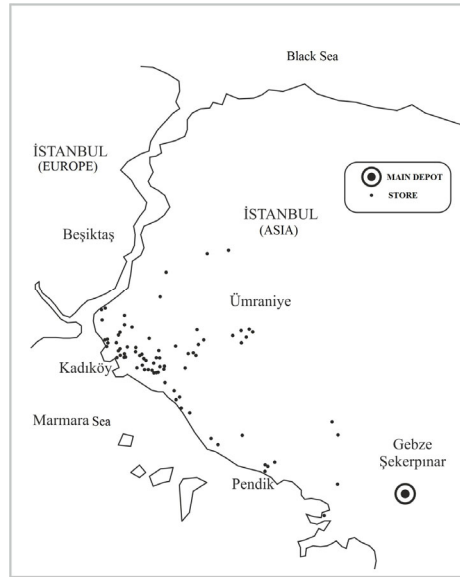 Black Sea
İSTANBUL
(EUROPE)
MAIN DEPOT
STORE
İSTANBUL
(ASIA)
Beşiktaş
Ümraniye
Kadıköy
Marmara Sea
Gebze
Şekerpınar
Pendik